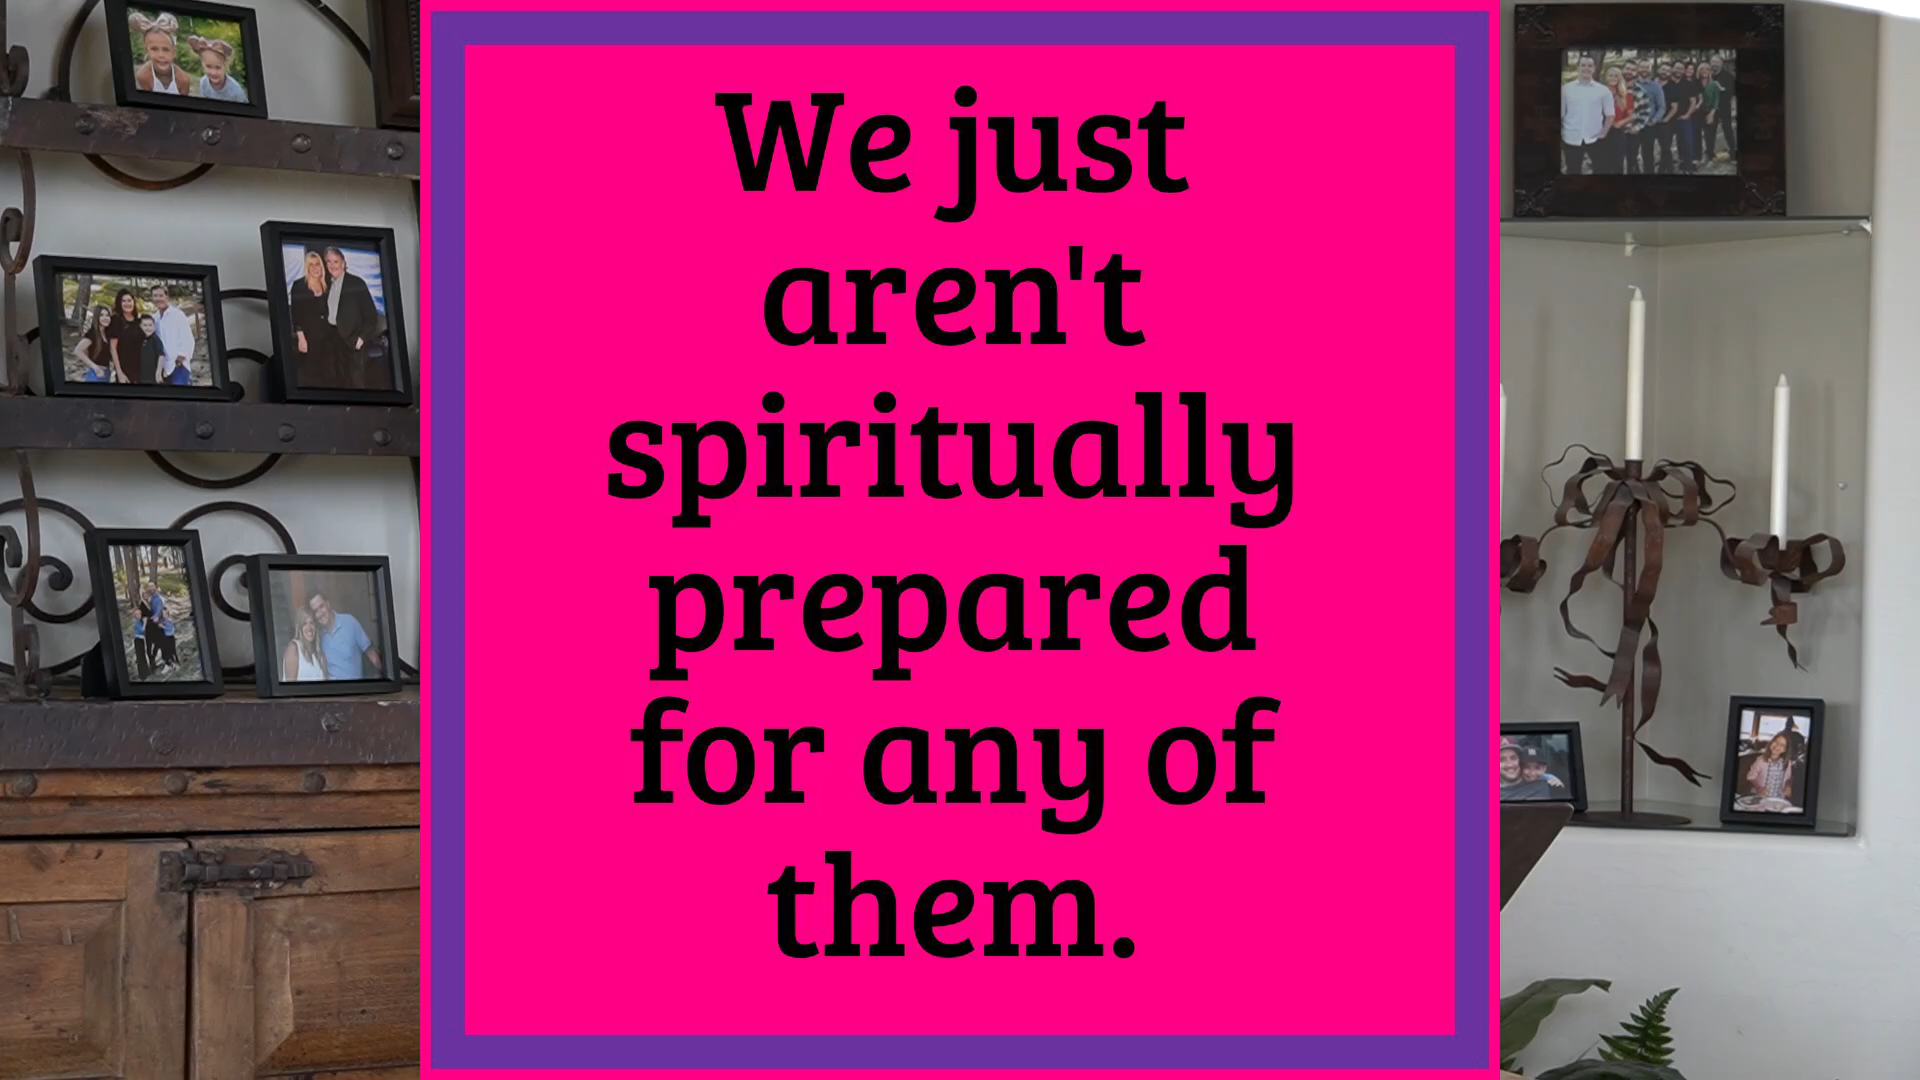 We just
aren't
spiritually
prepared
for any of
them.